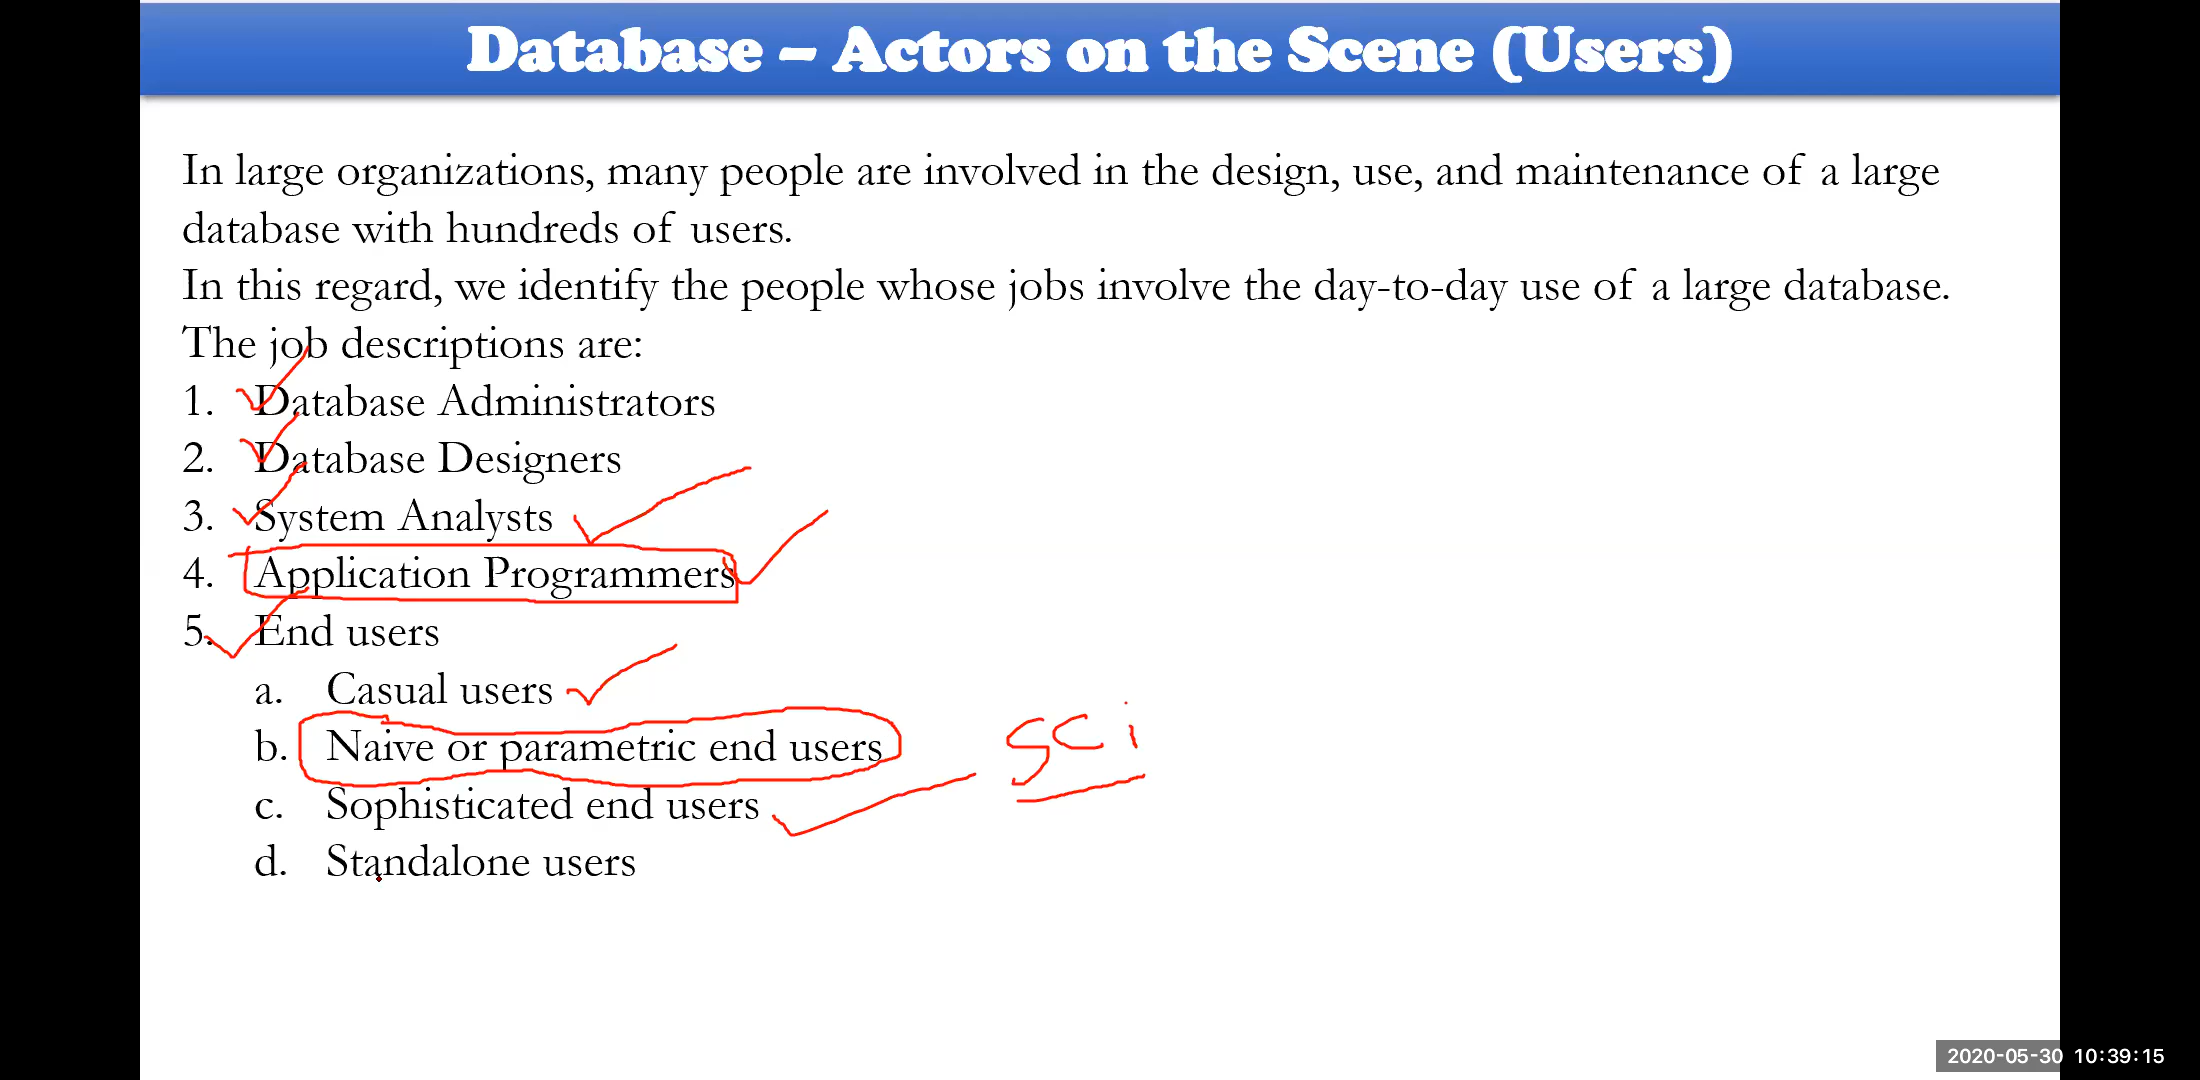 Database – Actors on the Scene (Users)
In large organizations, many people are involved in the design, use, and maintenance of a large
database with hundreds of users.
In this regard, we identify the people whose jobs involve the day-to-day use of a large database.
The job descriptions are:
1. Database Administrators
2. Database Designers
3. System Analysts
4. Application Programmers
5. End users
a. Casual users
b. Naive or parametric end users
sci
c. Sophisticated end users
d. Standalone users
2020-05-30 10:39:15